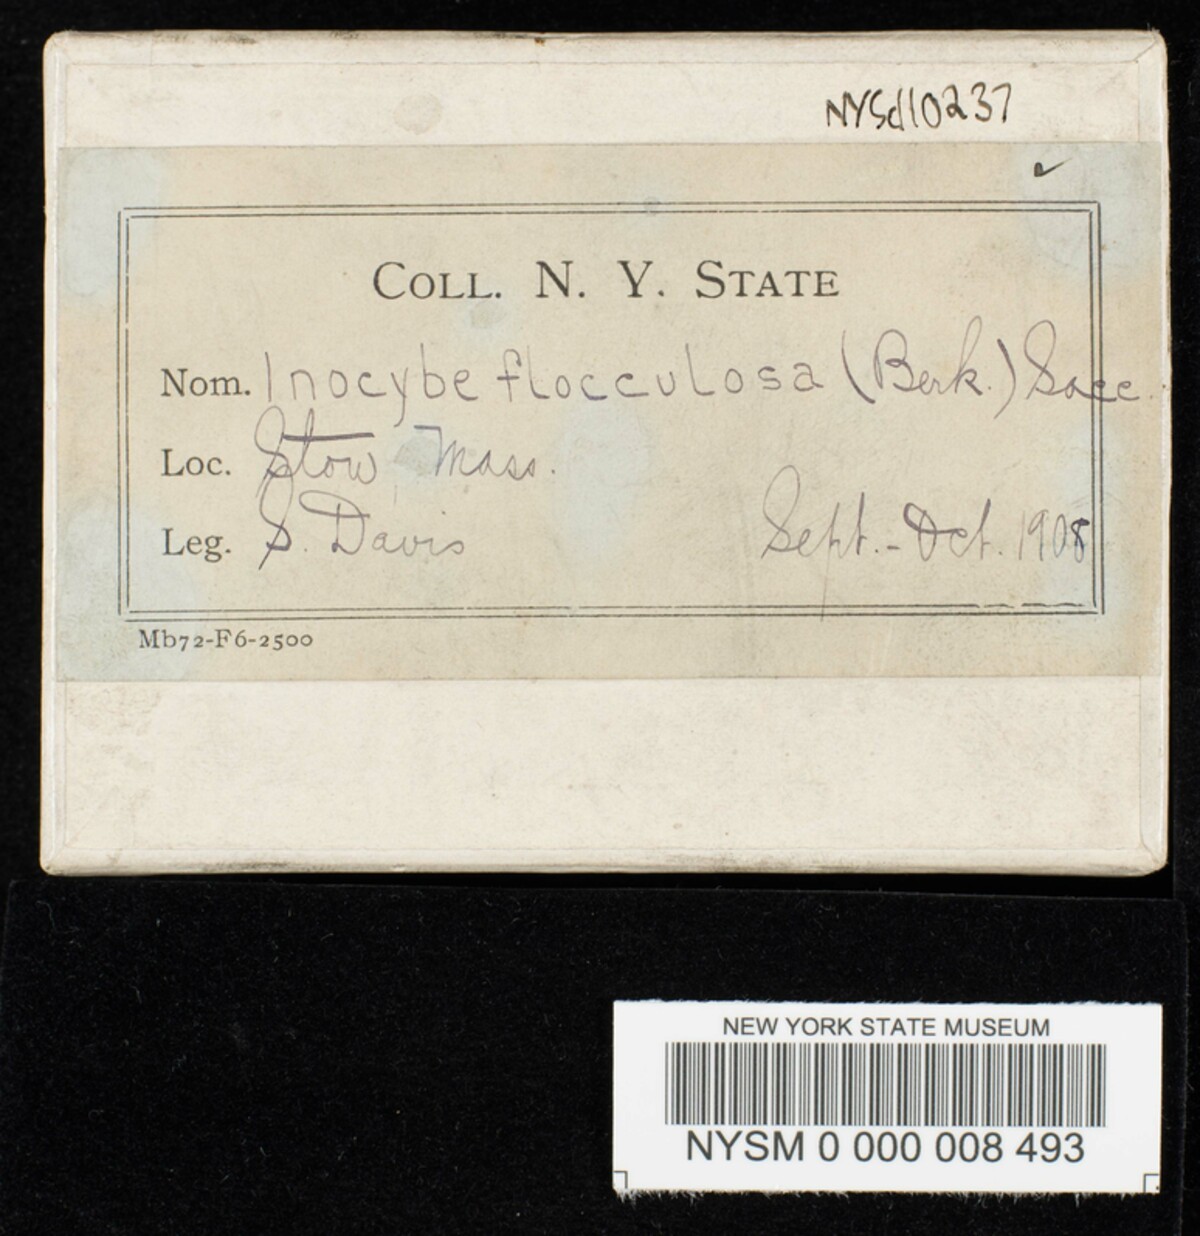 NYSd10237
COLL. N. Y. STATE
Nom. Inocybe flocculosa (Berk.) Sacc.
Loc. Stow, Mass.
Leg. S. Davis Sept.-Oct. 1908
Mb72-F6-2500
NEW YORK STATE MUSEUM
NYSM 0 000 008 493